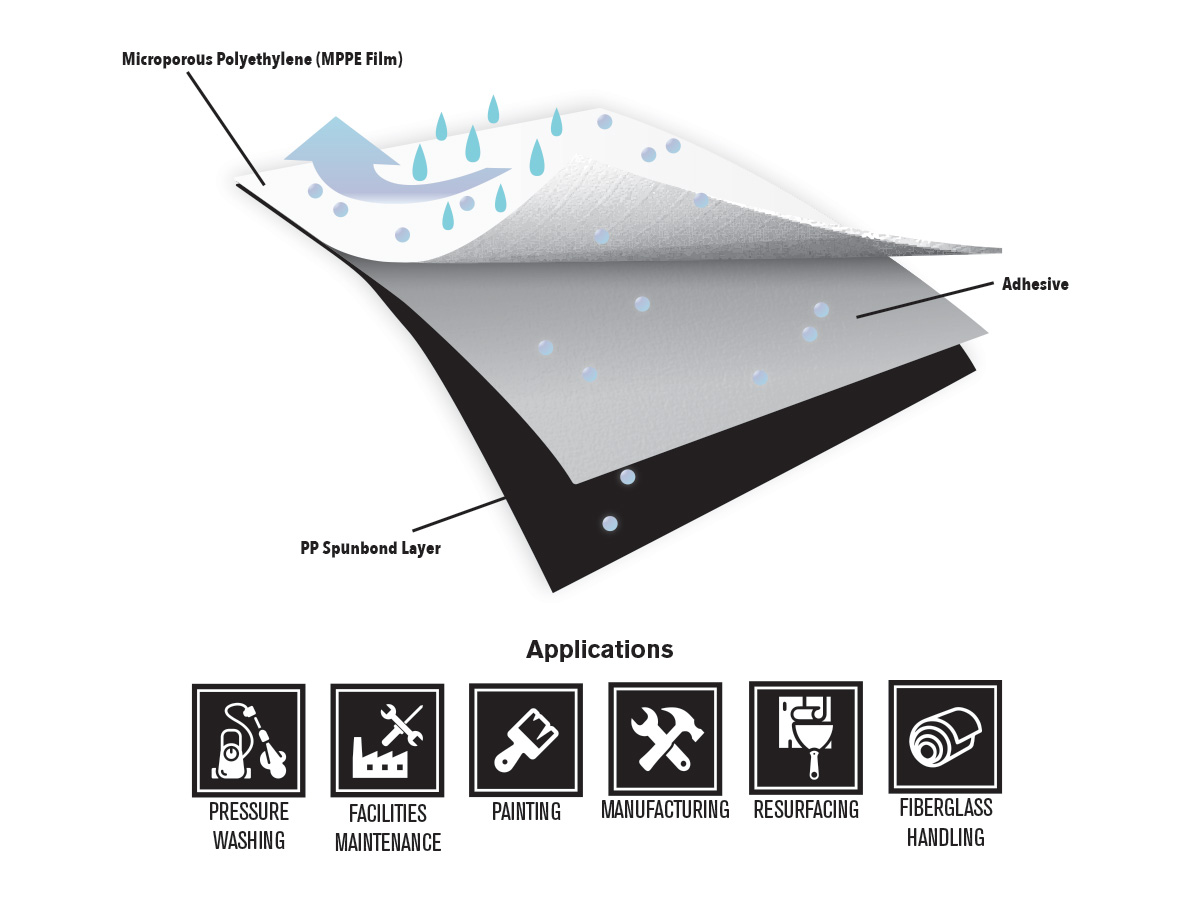 Microporous Polyethylene (MPPE Film)
Adhesive
PP Spunbond Layer
Applications
PRESSURE
WASHING
FACILITIES
MAINTENANCE
PAINTING
MANUFACTURING
RESURFACING
FIBERGLASS
HANDLING